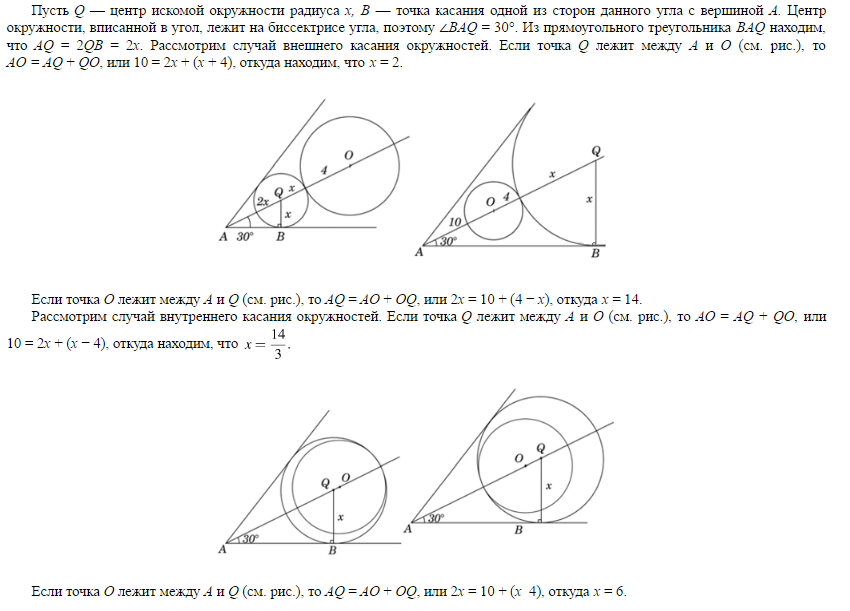 Пусть Q — центр искомой окружности радиуса x, B — точка касания одной из сторон данного угла с вершиной A. Центр
окружности, вписанной в угол, лежит на биссектрисе угла, поэтому ∠BAQ = 30°. Из прямоугольного треугольника BAQ находим,
что AQ = 2QB = 2x. Рассмотрим случай внешнего касания окружностей. Если точка Q лежит между A и O (см. рис.), то
AO = AQ + QO, или 10 = 2x + (x + 4), откуда находим, что x = 2.
O
4
Q x
2x
x
A 30° B
Q
x
O 4
x
10
30°
A
B
Если точка O лежит между A и Q (см. рис.), то AQ = AO + OQ, или 2x = 10 + (4 − x), откуда x = 14.
Рассмотрим случай внутреннего касания окружностей. Если точка Q лежит между A и O (см. рис.), то AO = AQ + QO, или
10 = 2x + (x − 4), откуда находим, что x = 14/3.
Q O
x
30°
A
B
Q
O
x
30°
A
B
Если точка O лежит между A и Q (см. рис.), то AQ = AO + OQ, или 2x = 10 + (x 4), откуда x = 6.